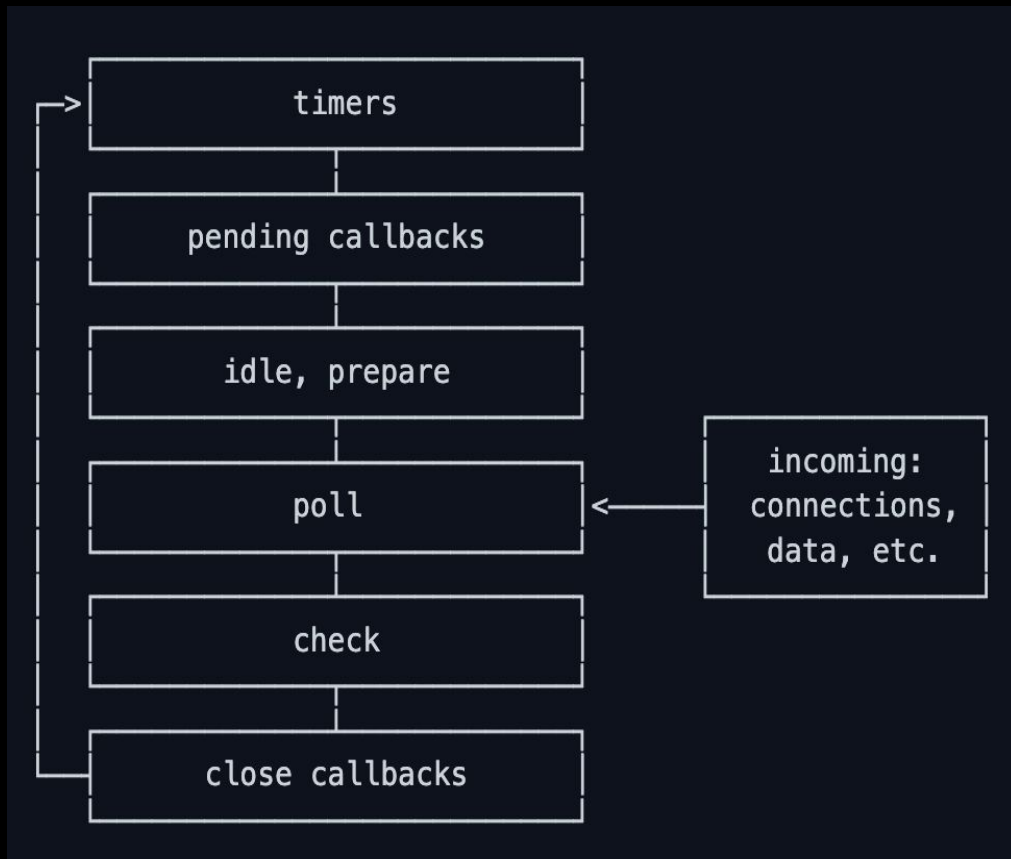 timers
pending callbacks
idle, prepare
poll
incoming:
connections,
data, etc.
check
close callbacks